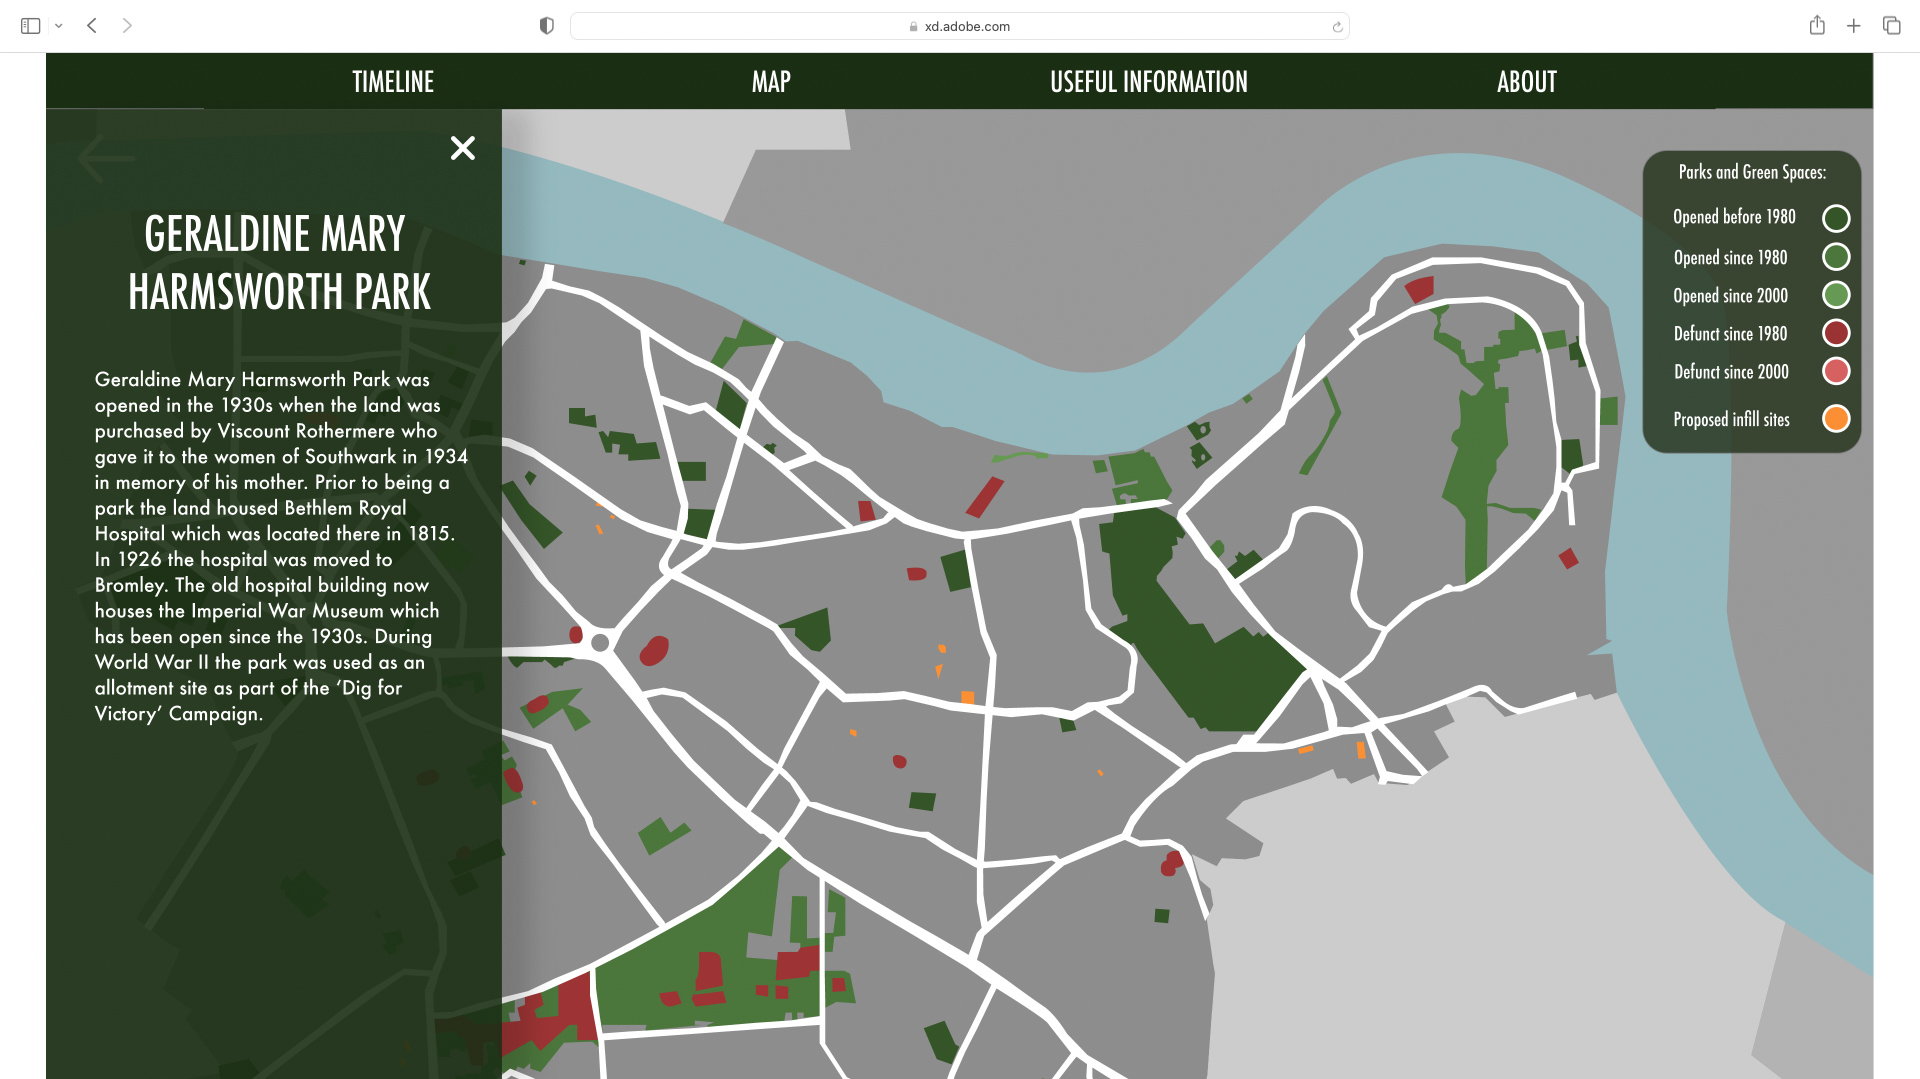 xd.adobe.com
TIMELINE
MAP
USEFUL INFORMATION
ABOUT
GERALDINE MARY
HARMSWORTH PARK
Geraldine Mary Harmsworth Park was
opened in the 1930s when the land was
purchased by Viscount Rothermere who
gave it to the women of Southwark in 1934
in memory of his mother. Prior to being a
park the land housed Bethlem Royal
Hospital which was located there in 1815.
In 1926 the hospital was moved to
Bromley. The old hospital building now
houses the Imperial War Museum which
has been open since the 1930s. During
World War II the park was used as an
allotment site as part of the ‘Dig for
Victory’ Campaign.
Parks and Green Spaces:
Opened before 1980
Opened since 1980
Opened since 2000
Defunct since 1980
Defunct since 2000
Proposed infill sites